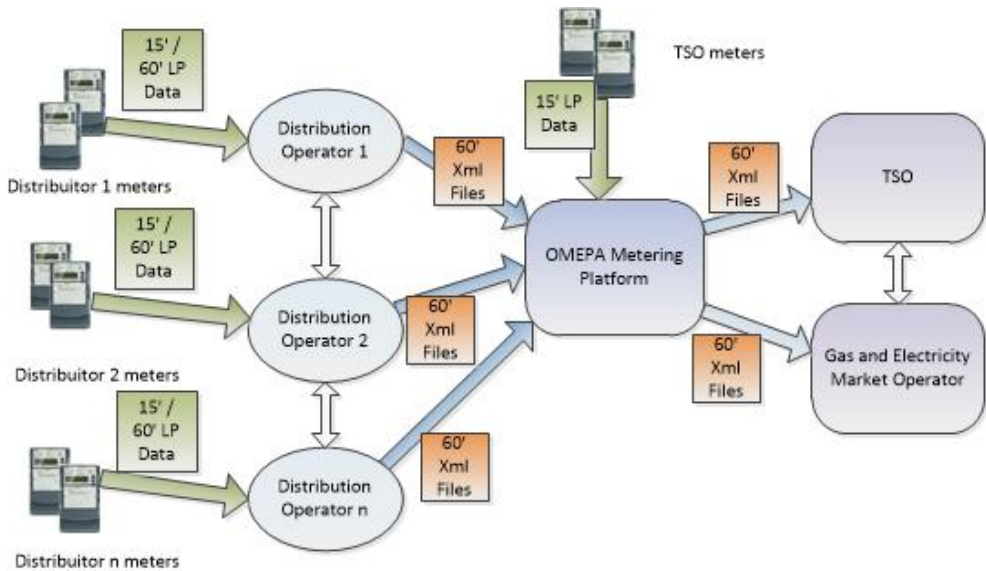 15' /
60' LP
Data
Distribuitor 1 meters
Distribution
Operator 1
60'
Xml
Files
15' LP
Data
TSO meters
60'
Xml
Files
TSO
15' /
60' LP
Data
Distribuitor 2 meters
Distribution
Operator 2
60'
Xml
Files
OMEPA Metering
Platform
60'
Xml
Files
Gas and Electricity
Market Operator
15' /
60' LP
Data
Distribuitor n meters
Distribution
Operator n
60'
Xml
Files